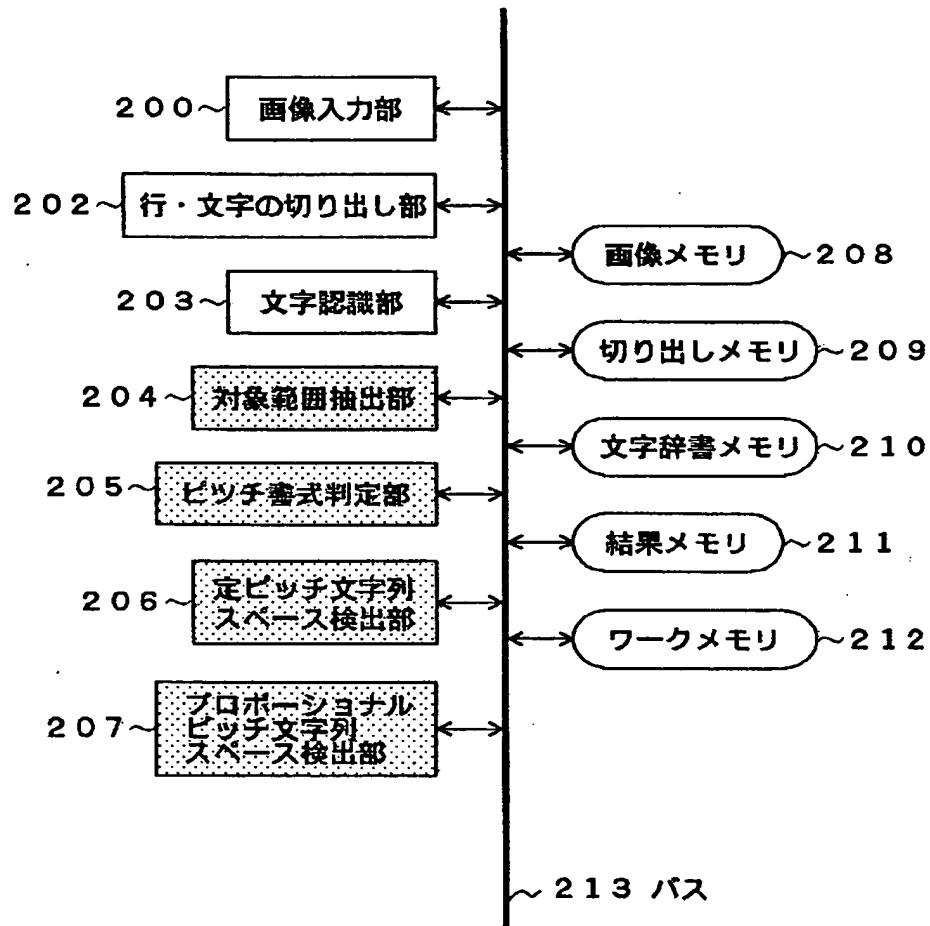 200 画像入力部
202 行・文字の切り出し部
203 文字認識部
204 対象範囲抽出部
205 ピッチ書式判定部
206 定ピッチ文字列
スペース検出部
207 プロポーショナル
ピッチ文字列
スペース検出部
画像メモリ 208
切り出しメモリ 209
文字辞書メモリ 210
結果メモリ 211
ワークメモリ 212
213 バス